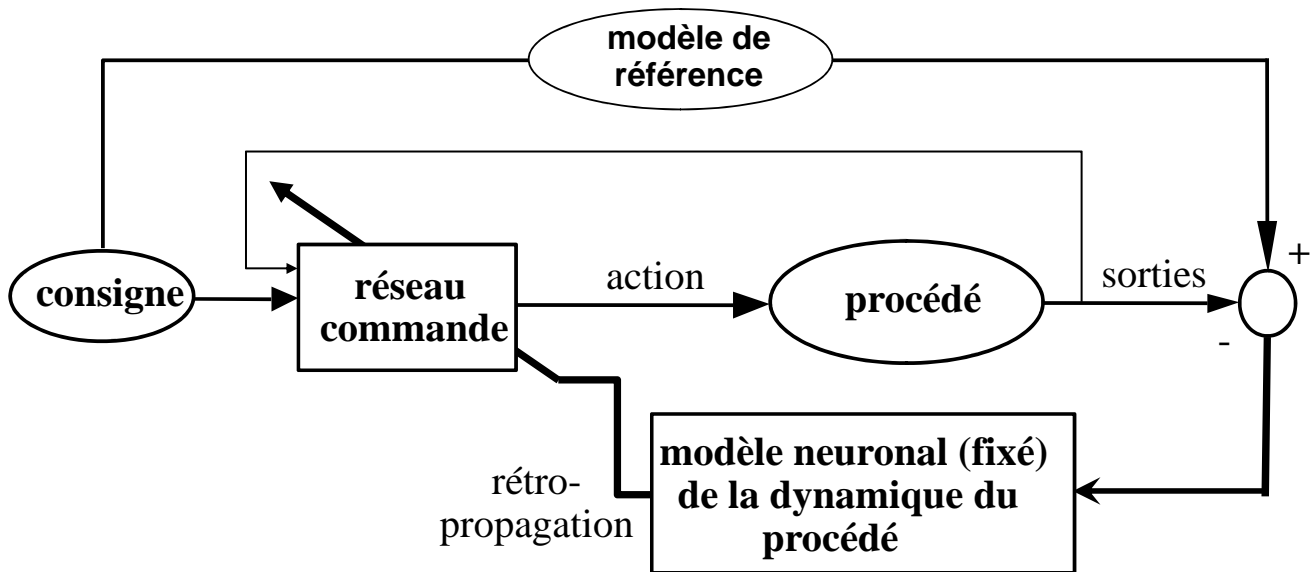 modèle de
référence
consigne
réseau
commande
action
procédé
sorties
+
-
rétro-
propagation
modèle neuronal (fixé)
de la dynamique du
procédé